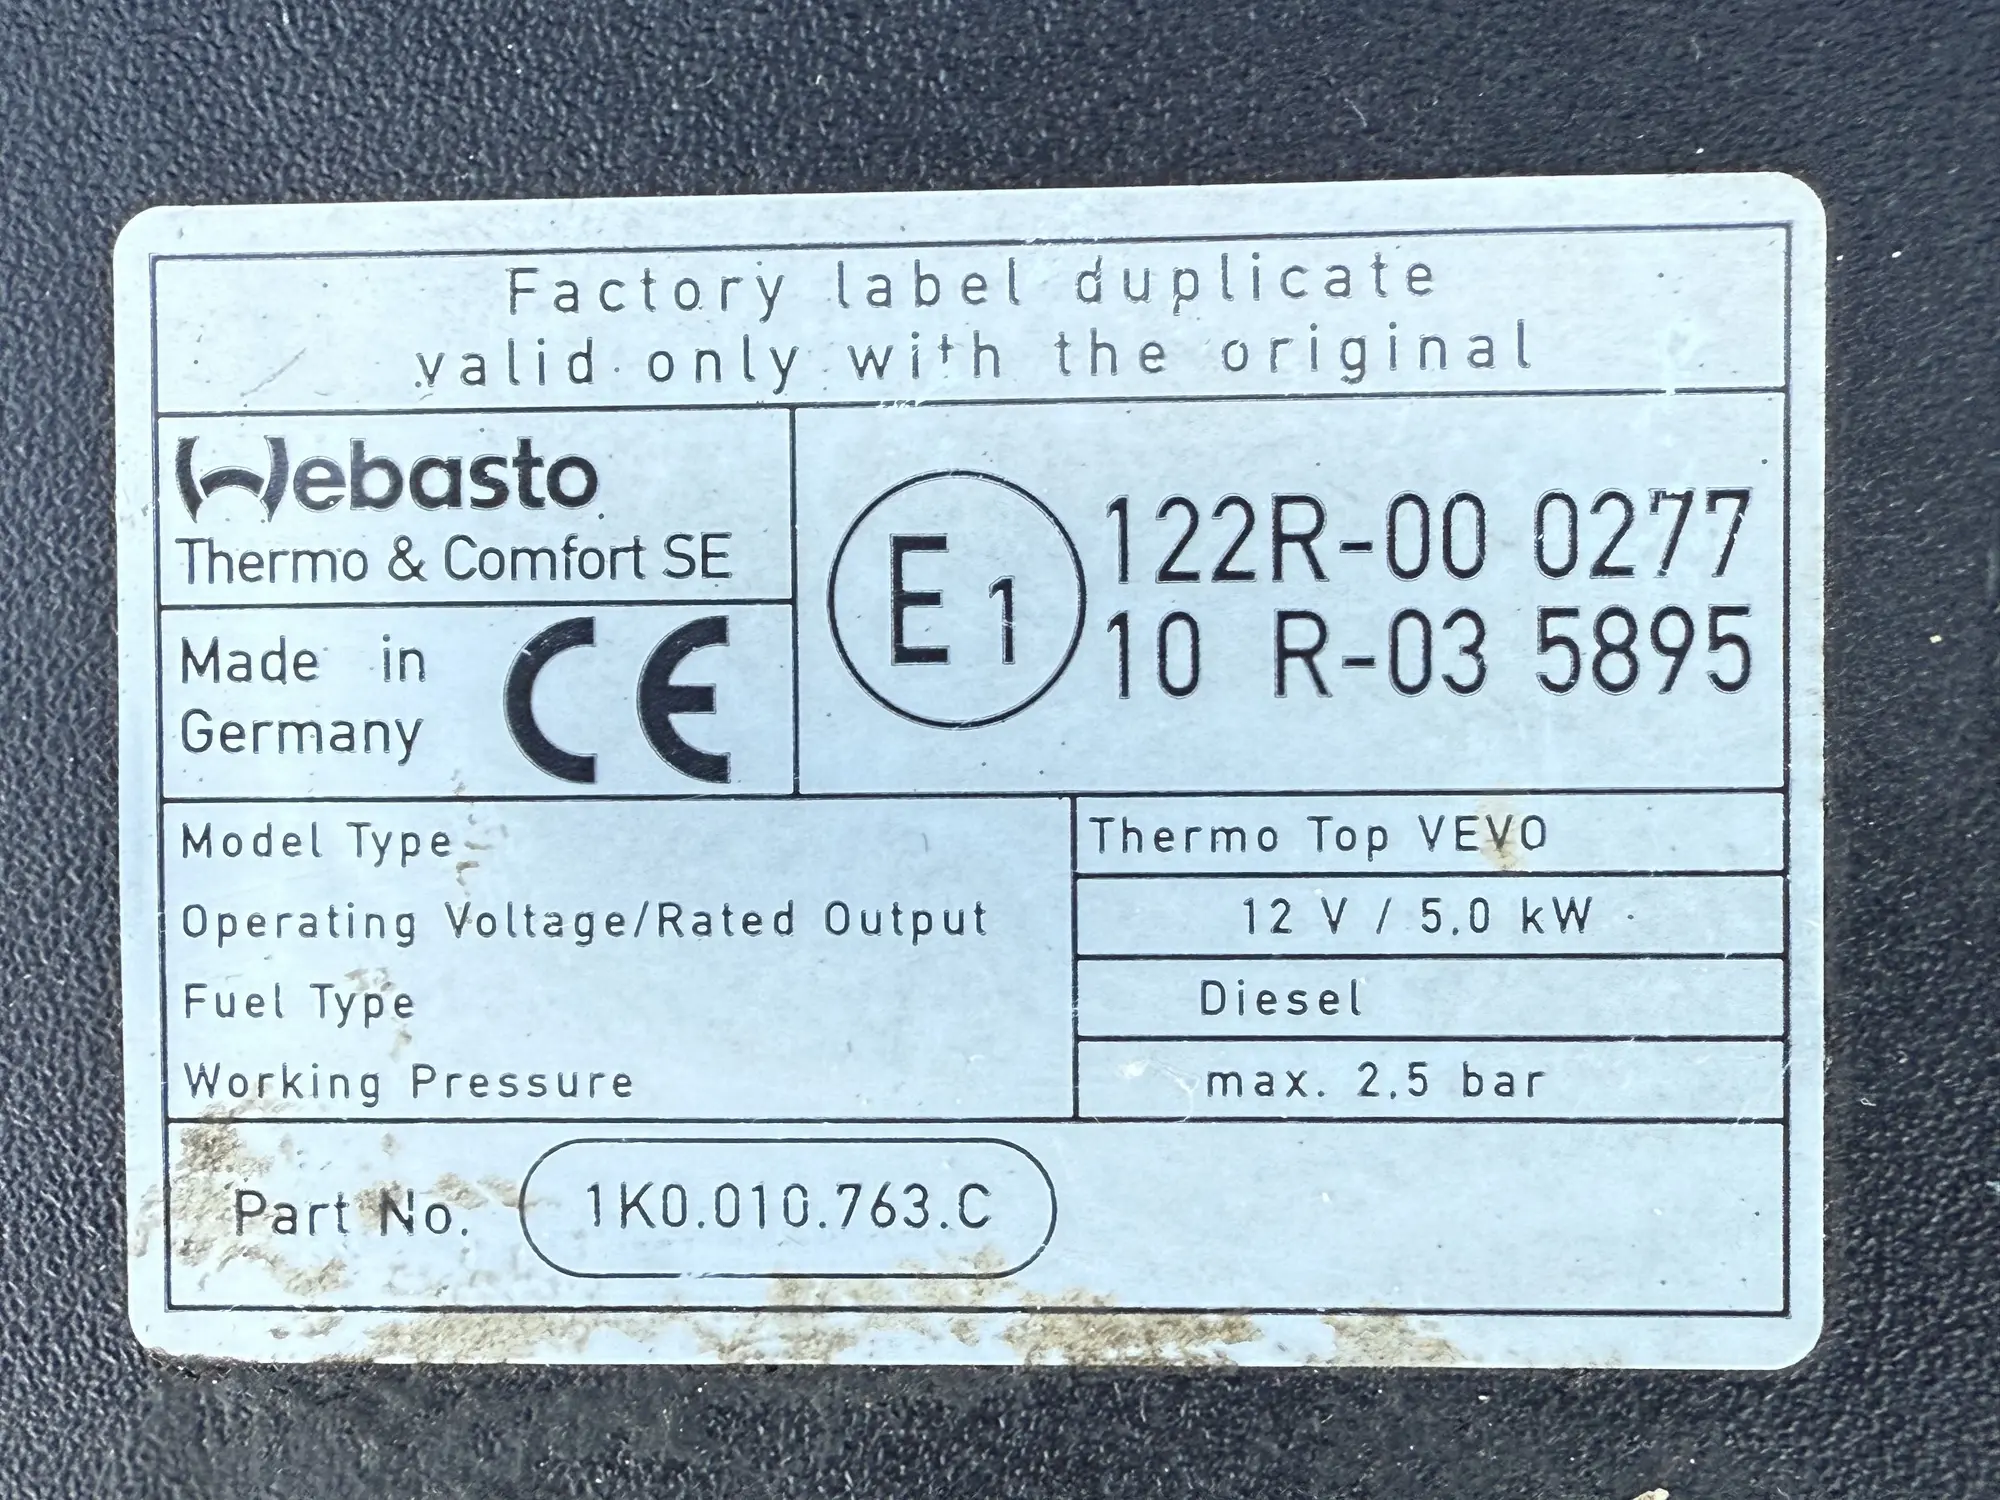 Factory label duplicate
valid only with the original
Webasto
Thermo & Comfort SE
Made in
Germany
CE
E1
122R-00 0277
10 R-03 5895
Model Type Thermo Top VEVO
Operating Voltage/Rated Output 12 V / 5.0 kW
Fuel Type Diesel
Working Pressure max. 2.5 bar
Part No. 1K0.010.763.C